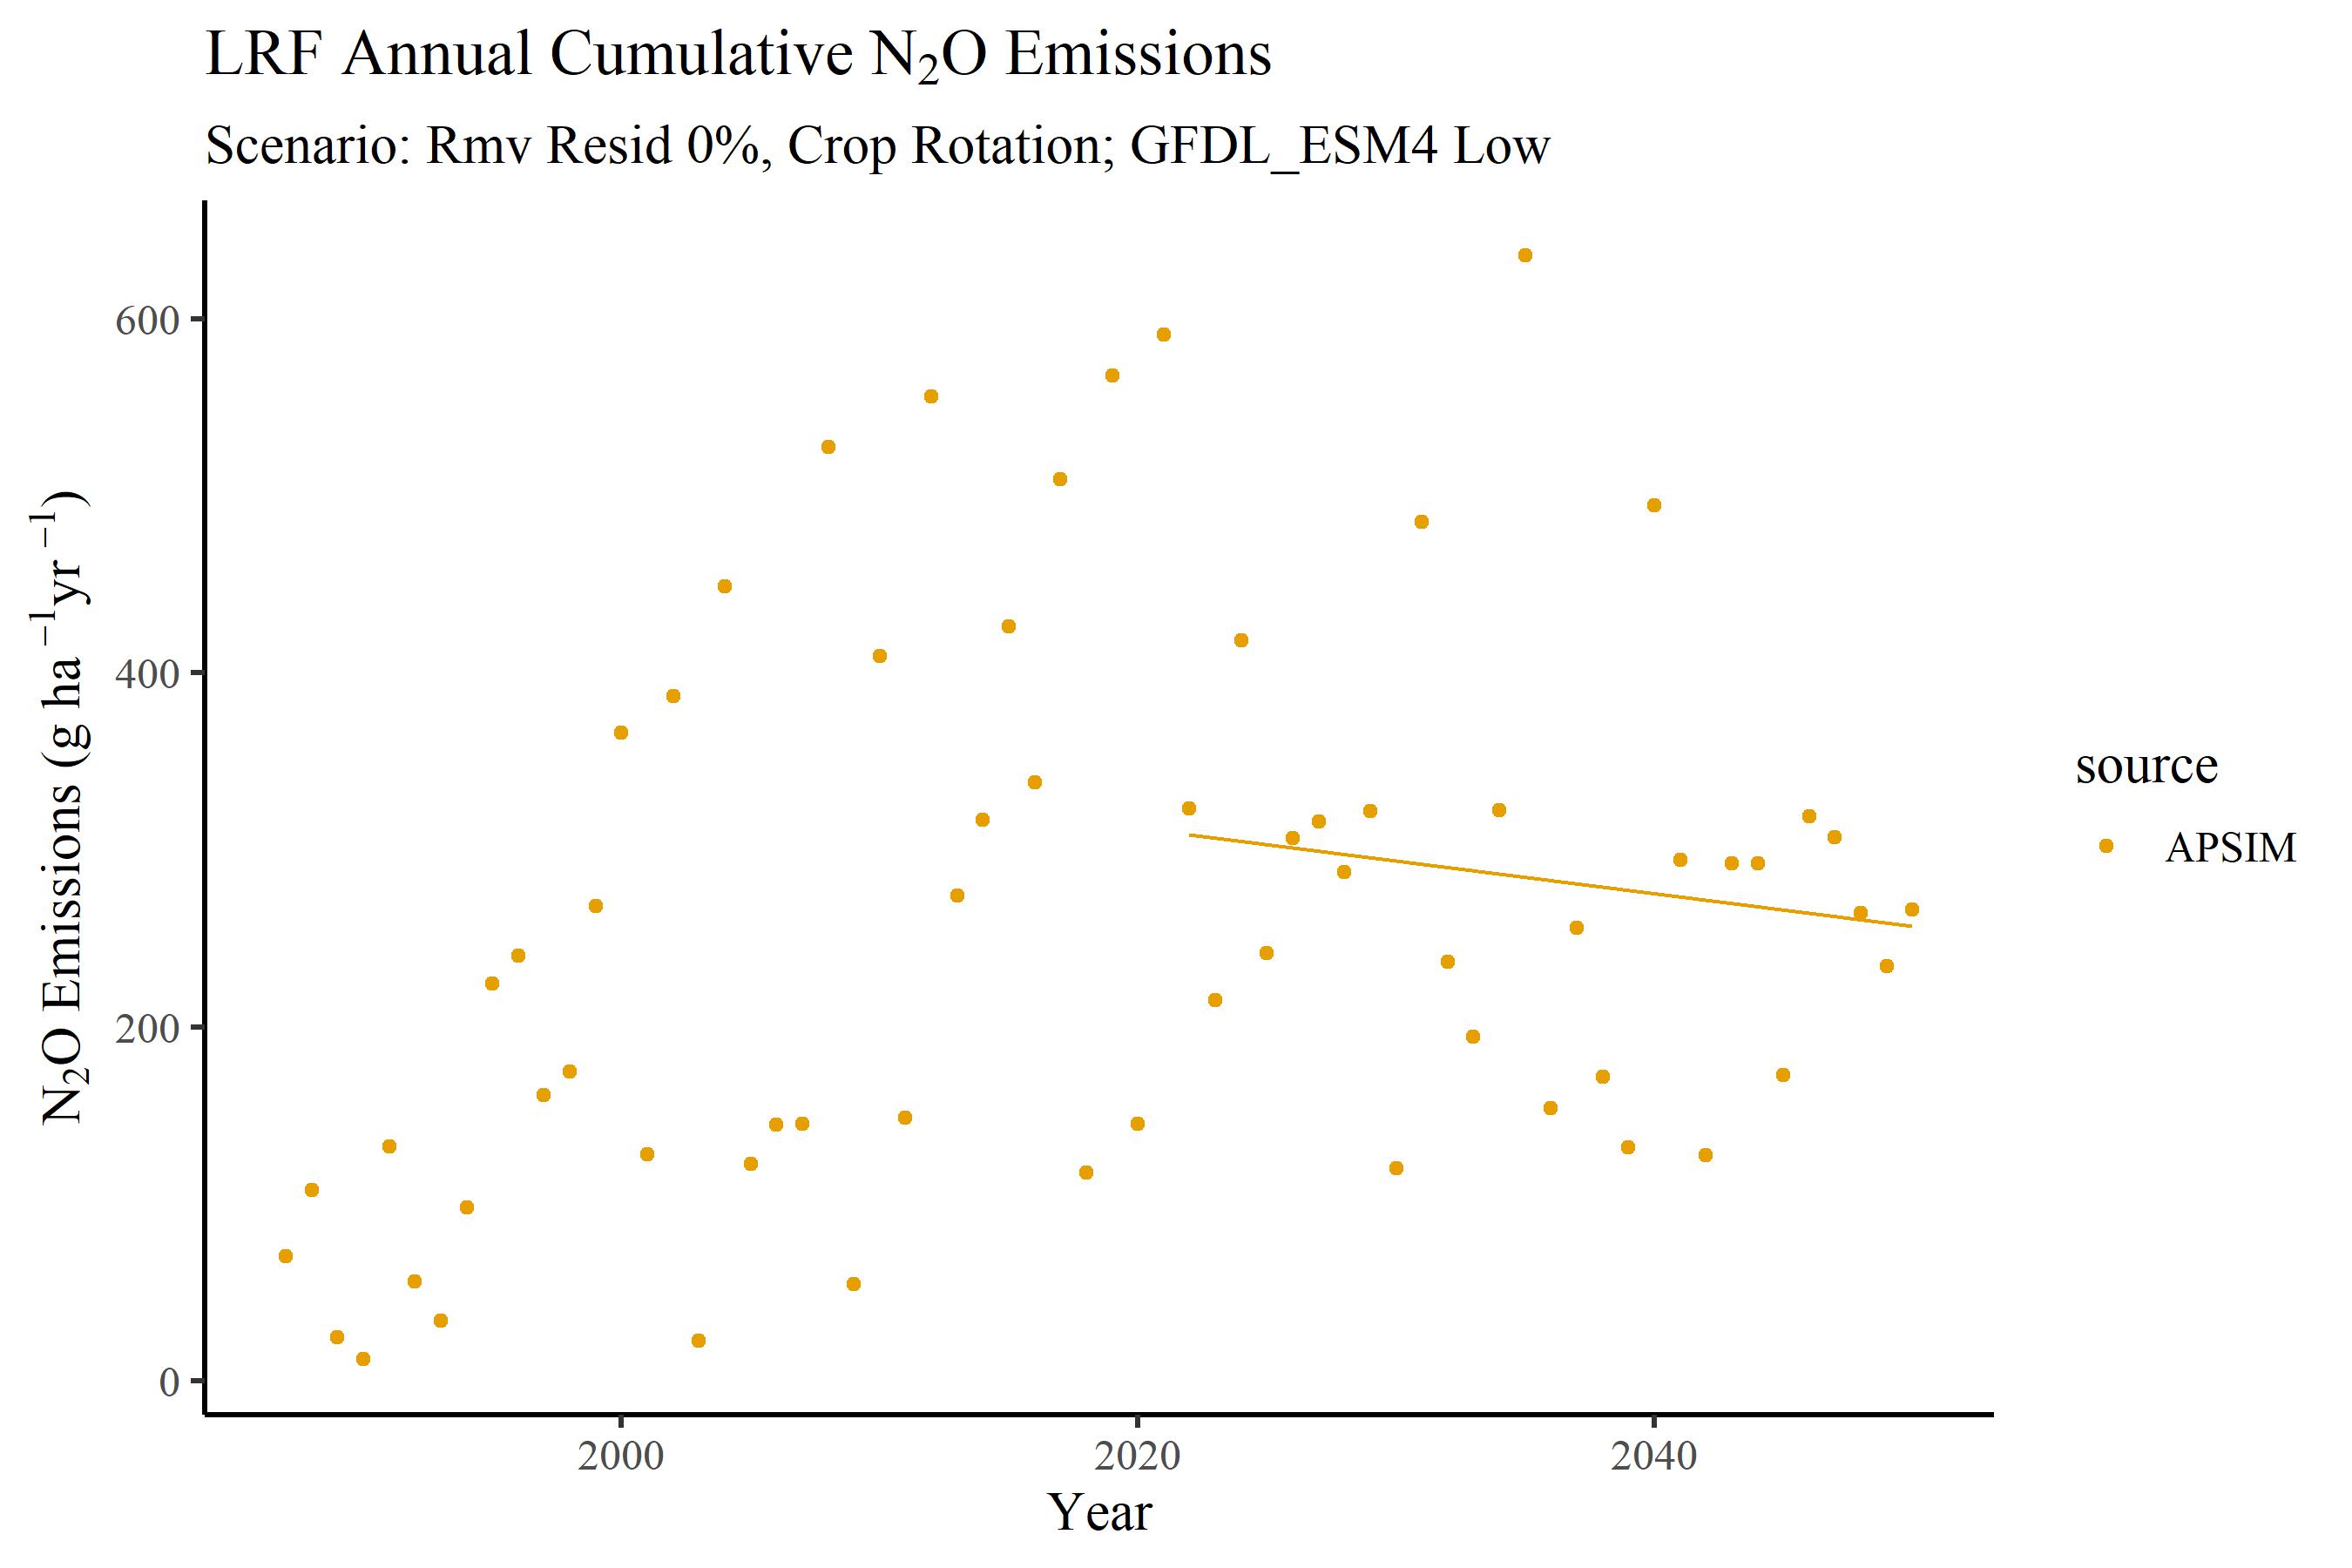 LRF Annual Cumulative N₂O Emissions
Scenario: Rmv Resid 0%, Crop Rotation; GFDL_ESM4 Low
N₂O Emissions (g ha ⁻¹yr ⁻¹)
600
400
200
0
2000 2020 2040
Year
source
APSIM